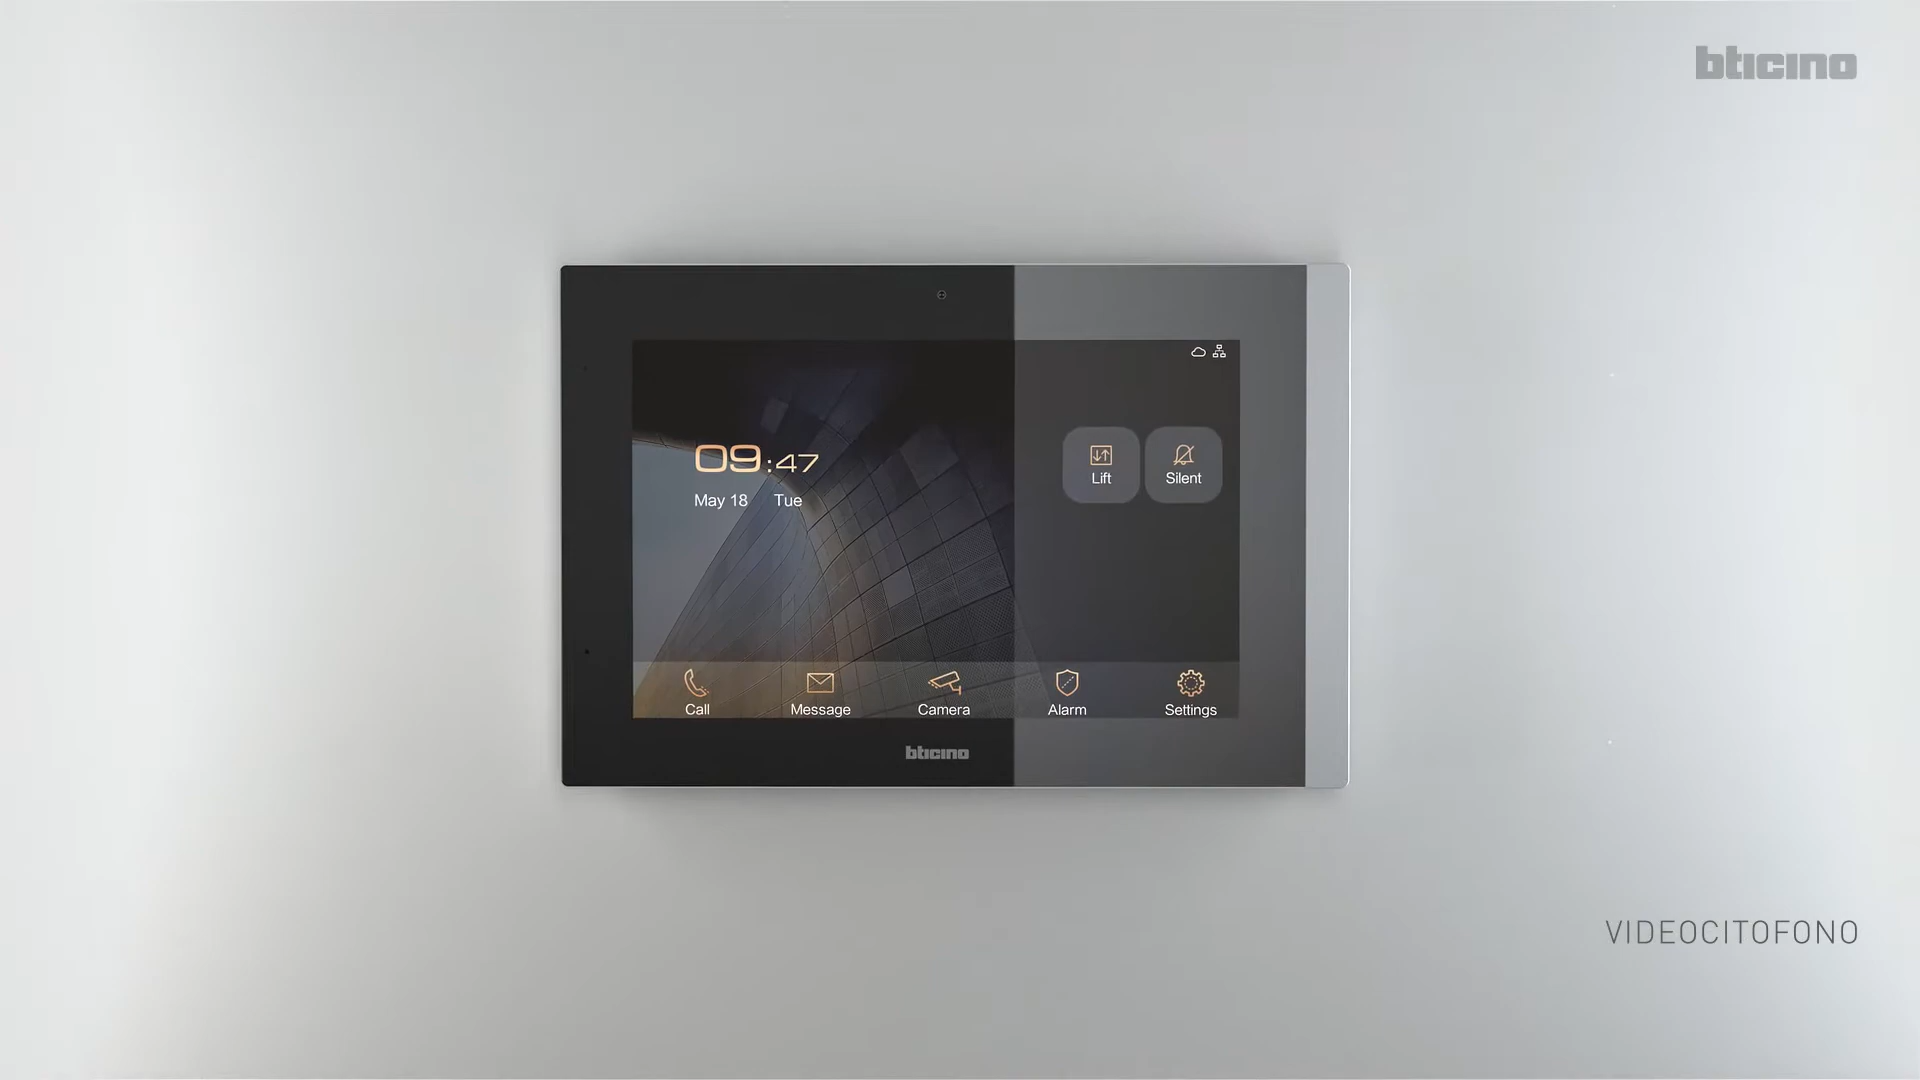 bticino
09:47
May 18 Tue
Lift
Silent
Call
Message
Camera
Alarm
Settings
bticino
VIDEOCITOFONO